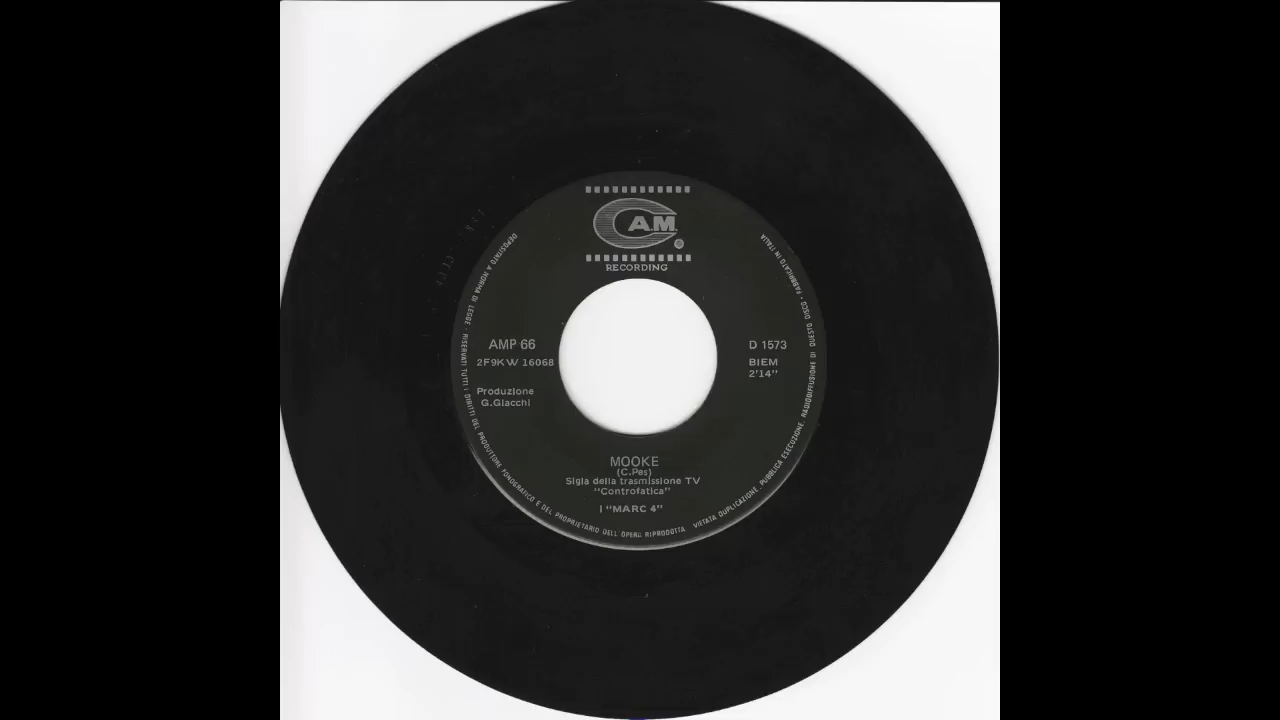 C.A.M.
®
RECORDING
DEPOSITATO A NORMA DI LEGGE - RISERVATI TUTTI I DIRITTI DEL PRODUTTORE FONOGRAFICO E DEL PROPRIETARIO DELL'OPERA RIPRODOTTA VIETATA DUPLICAZIONE, PUBBLICA ESECUZIONE, RADIODIFFUSIONE DI QUESTO DISCO • FABBRICATO IN ITALIA
AMP 66
2F9KW 16068
Produzione
G.Giacchi
D 1573
BIEM
2'14"
MOOKE
(C.Pes)
Sigla della trasmissione TV
"Controfatica"
I "MARC 4"